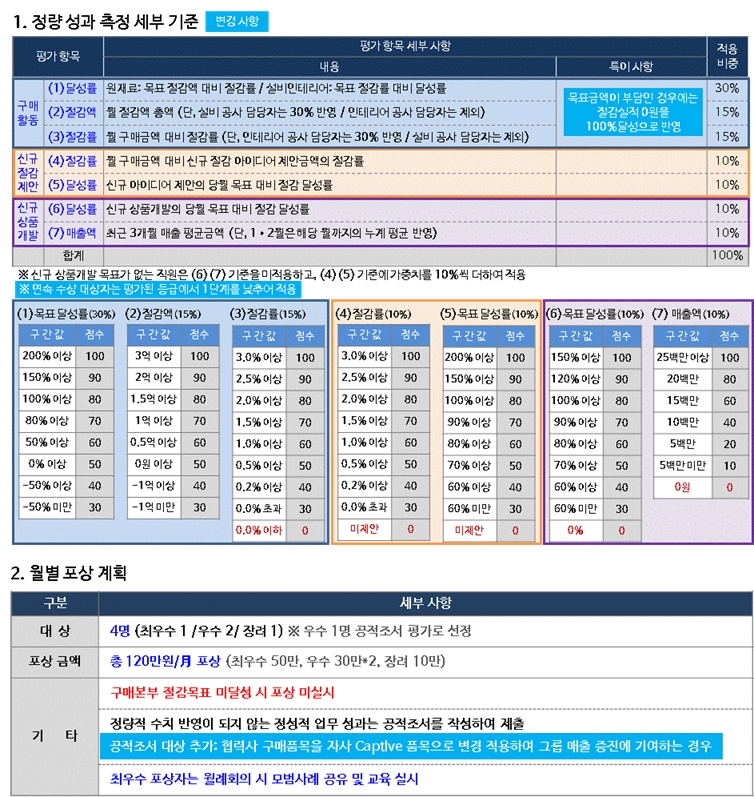 1. 정량 성과 측정 세부 기준 변경 사항
평가 항목 평가 항목 세부 사항 적용 비중
내용 특이 사항
구매 활동 (1)달성률 원재료: 목표 절감액 대비 절감률 / 설비인테리어: 목표 절감률 대비 달성률 목표금액이 부담인 경우에는 절감실적 0원을 100%달성으로 반영 30%
(2)절감액 월 절감액 총액 (단, 설비 공사 담당자는 30% 반영 / 인테리어 공사 담당자는 제외) 15%
(3)절감률 월 구매금액 대비 절감률 (단, 인테리어 공사 담당자는 30% 반영 / 설비 공사 담당자는 제외) 15%
신규 절감 제안 (4)절감률 월 구매금액 대비 신규 절감 아이디어 제안금액의 절감률 10%
(5)달성률 신규 아이디어 제안의 당월 목표 대비 절감 달성률 10%
신규 상품 개발 (6)달성률 신규 상품개발의 당월 목표 대비 절감 달성률 10%
(7)매출액 최근 3개월 매출 평균금액 (단, 1 • 2월은 해당 월까지의 누계 평균 반영) 10%
합계 100%
※ 신규 상품개발 목표가 없는 직원은 (6) (7) 기준을 미적용하고, (4) (5) 기준에 가중치를 10%씩 더하여 적용
※ 연속 수상 대상자는 평가된 등급에서 1단계를 낮추어 적용
(1)목표 달성률(30%) (2)절감액(15%) (3)절감률(15%) (4)절감률(10%) (5)목표 달성률(10%) (6)목표 달성률(10%) (7) 매출액(10%)
구 간 값 점수 구 간 값 점수 구 간 값 점수 구 간 값 점수 구 간 값 점수 구 간 값 점수 구 간 값 점수
200% 이상 100 3억 이상 100 3.0% 이상 100 3.0% 이상 100 200% 이상 100 150% 이상 100 25백만 이상 100
150% 이상 90 2억 이상 90 2.5% 이상 90 2.5% 이상 90 150% 이상 90 120% 이상 90 20백만 80
100% 이상 80 1.5억 이상 80 2.0% 이상 80 2.0% 이상 80 100% 이상 80 100% 이상 80 15백만 60
80% 이상 70 1억 이상 70 1.5% 이상 70 1.5% 이상 70 90% 이상 70 90% 이상 70 10백만 40
50% 이상 60 0.5억 이상 60 1.0% 이상 60 1.0% 이상 60 80% 이상 60 80% 이상 60 5백만 20
0% 이상 50 0원 이상 50 0.5% 이상 50 0.5% 이상 50 70% 이상 50 70% 이상 50 5백만 미만 10
-50% 이상 40 -1억 이상 40 0.2% 이상 40 0.2% 이상 40 60% 이상 40 60% 이상 40 0원 0
-50% 미만 30 -1억 미만 30 0.0% 초과 30 0.0% 초과 30 60% 미만 30 60% 미만 30
0.0% 이하 0 미제안 0 미제안 0 0% 0
2. 월별 포상 계획
구분 세부 사항
대 상 4명 (최우수 1 /우수 2/ 장려 1) ※ 우수 1명 공적조서 평가로 선정
포상 금액 총 120만원/月 포상 (최우수 50만, 우수 30만*2, 장려 10만)
기 타 구매본부 절감목표 미달성 시 포상 미실시
정량적 수치 반영이 되지 않는 정성적 업무 성과는 공적조서를 작성하여 제출
공적조서 대상 추가: 협력사 구매품목을 자사 Captive 품목으로 변경 적용하여 그룹 매출 증진에 기여하는 경우
최우수 포상자는 월례회의 시 모범사례 공유 및 교육 실시